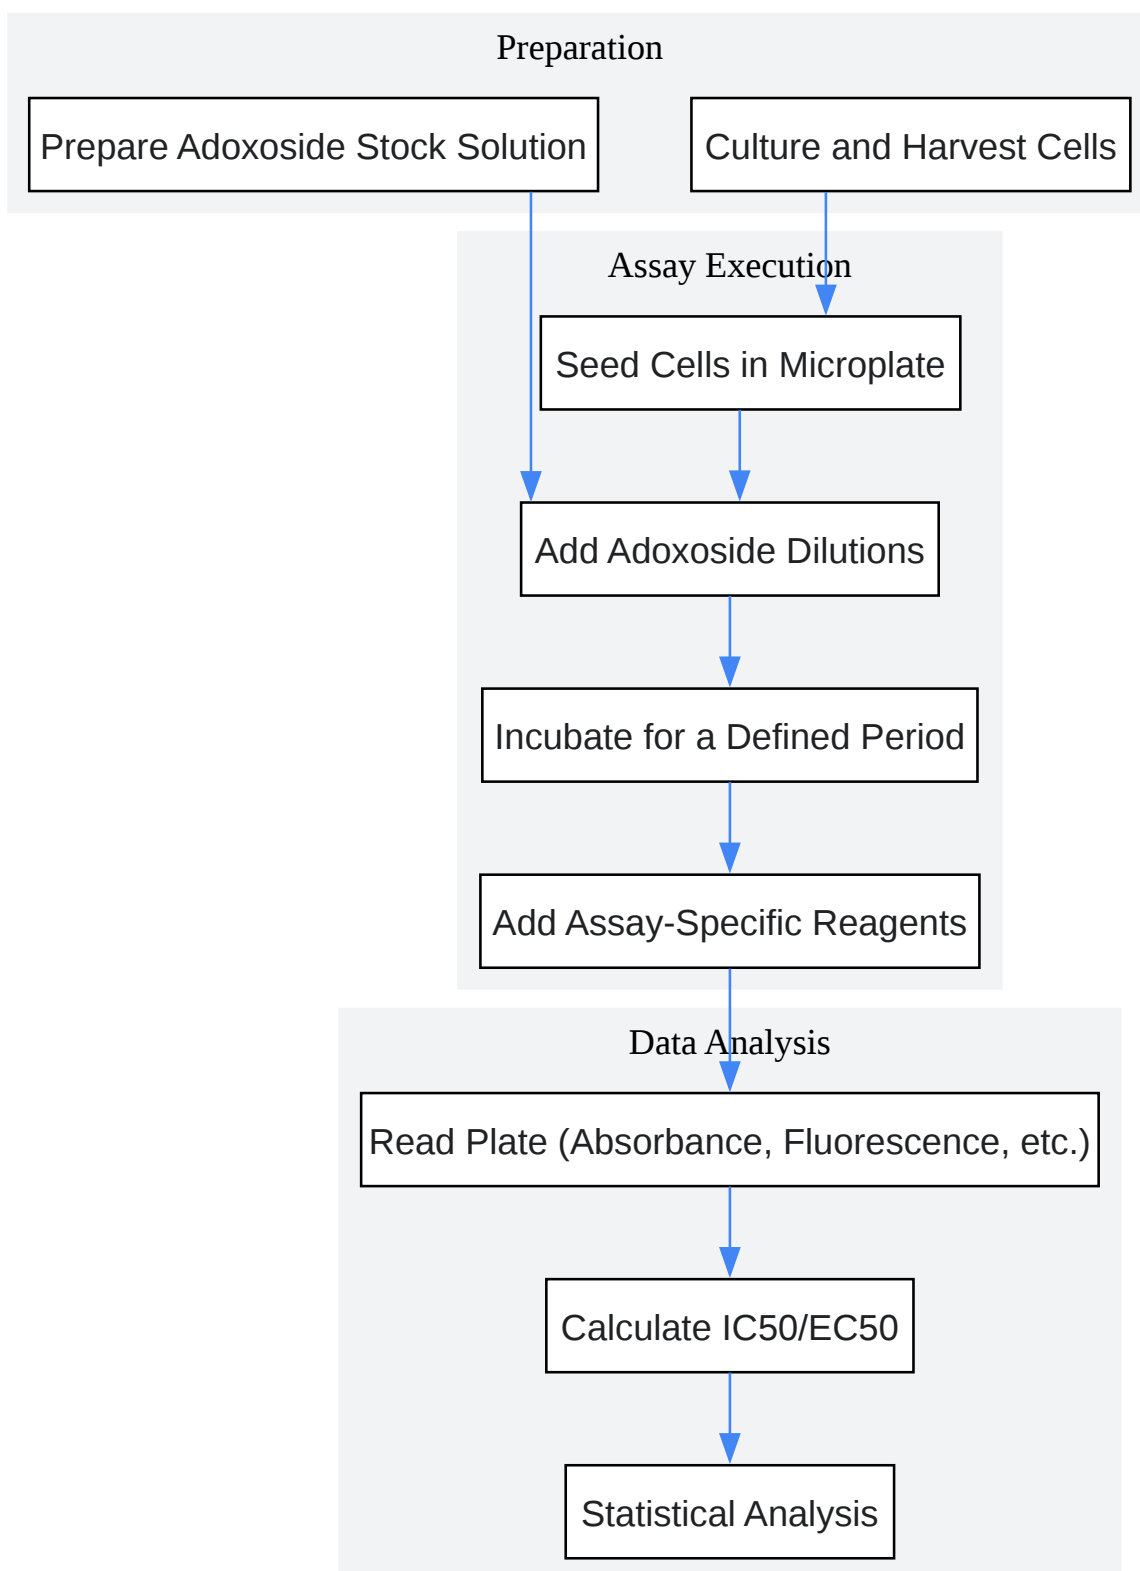 Preparation
Prepare Adoxoside Stock Solution
Culture and Harvest Cells
Assay Execution
Seed Cells in Microplate
Add Adoxoside Dilutions
Incubate for a Defined Period
Add Assay-Specific Reagents
Data Analysis
Read Plate (Absorbance, Fluorescence, etc.)
Calculate IC50/EC50
Statistical Analysis